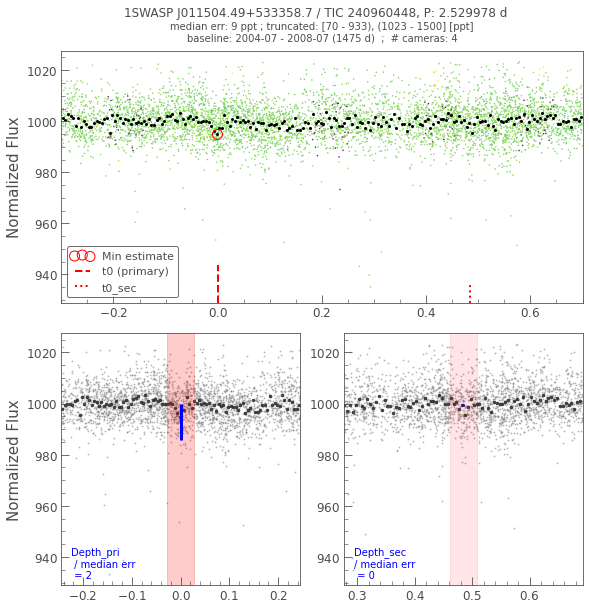 1SWASP J011504.49+533358.7 / TIC 240960448, P: 2.529978 d
median err: 9 ppt ; truncated: [70 - 933), (1023 - 1500] [ppt]
baseline: 2004-07 - 2008-07 (1475 d)  ;  # cameras: 4
Normalized Flux
1020
1000
980
960
940
Min estimate
t0 (primary)
t0_sec
−0.2 0.0 0.2 0.4 0.6
Normalized Flux
1020
1000
980
960
940
Depth_pri
/ median err
= 2
−0.2 −0.1 0.0 0.1 0.2
1020
1000
980
960
940
Depth_sec
/ median err
= 0
0.3 0.4 0.5 0.6